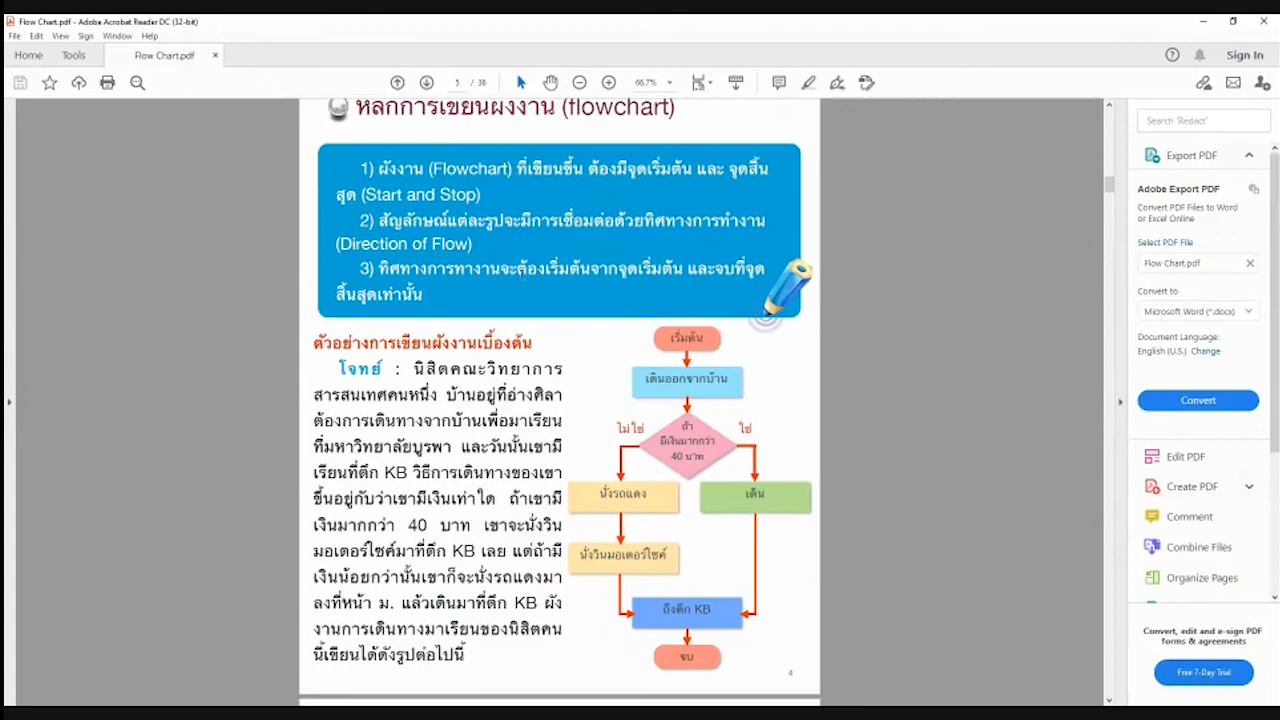 Flow Chart.pdf - Adobe Acrobat Reader DC (32-bit)
File Edit View Sign Window Help
Home Tools Flow Chart.pdf × Sign In
5 / 36 66.7%
หลักการเขียนผังงาน (flowchart)
1) ผังงาน (Flowchart) ที่เขียนขึ้น ต้องมีจุดเริ่มต้น และ จุดสิ้น
สุด (Start and Stop)
2) สัญลักษณ์แต่ละรูปจะมีการเชื่อมต่อด้วยทิศทางการทำงาน
(Direction of Flow)
3) ทิศทางการทางานจะต้องเริ่มต้นจากจุดเริ่มต้น และจบที่จุด
สิ้นสุดเท่านั้น
ตัวอย่างการเขียนผังงานเบื้องต้น
โจทย์ : นิสิตคณะวิทยาการ
สารสนเทศคนหนึ่ง บ้านอยู่ที่อ่างศิลา
ต้องการเดินทางจากบ้านเพื่อมาเรียน
ที่มหาวิทยาลัยบูรพา และวันนั้นเขามี
เรียนที่ตึก KB วิธีการเดินทางของเขา
ขึ้นอยู่กับว่าเขามีเงินเท่าใด ถ้าเขามี
เงินมากกว่า 40 บาท เขาจะนั่งวิน
มอเตอร์ไซค์มาที่ตึก KB เลย แต่ถ้ามี
เงินน้อยกว่านั้นเขาก็จะนั่งรถแดงมา
ลงที่หน้า ม. แล้วเดินมาที่ตึก KB ผัง
งานการเดินทางมาเรียนของนิสิตคน
นี้เขียนได้ดังรูปต่อไปนี้
เริ่มต้น
เดินออกจากบ้าน
ไม่ใช่
ถ้า
มีเงินมากกว่า
40 บาท
ใช่
นั่งรถแดง
เดิน
นั่งวินมอเตอร์ไซค์
ถึงตึก KB
จบ
4
Search 'Redact'
Export PDF
Adobe Export PDF
Convert PDF Files to Word
or Excel Online
Select PDF File
Flow Chart.pdf
Convert to
Microsoft Word (*.docx)
Document Language:
English (U.S.) Change
Convert
Edit PDF
Create PDF
Comment
Combine Files
Organize Pages
Convert, edit and e-sign PDF
forms & agreements
Free 7-Day Trial